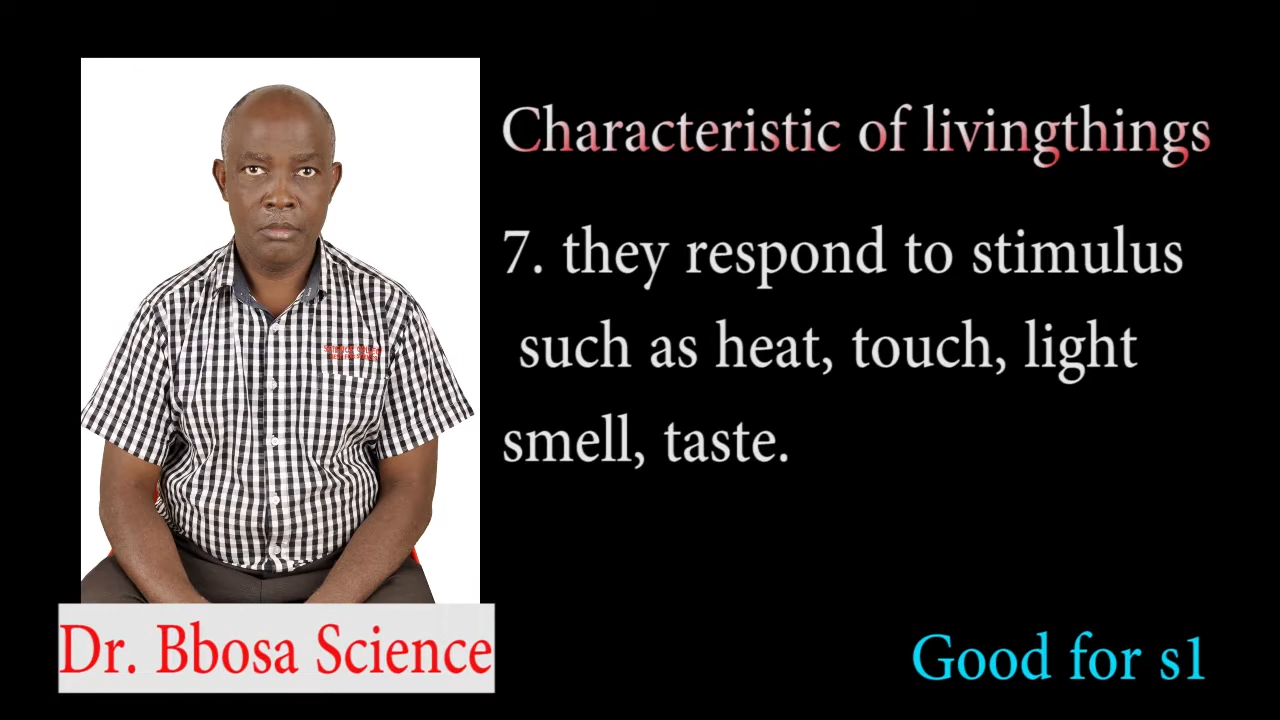 Characteristic of livingthings
7. they respond to stimulus
such as heat, touch, light
smell, taste.
Dr. Bbosa Science
Good for s1